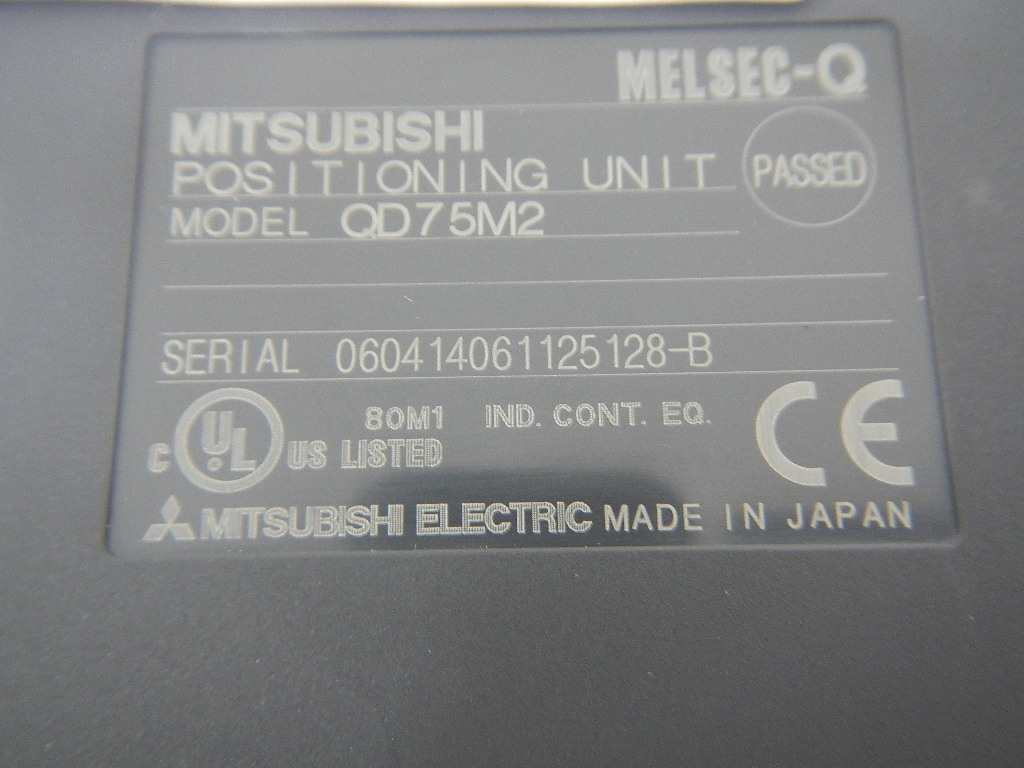 MELSEC-Q
MITSUBISHI
POSITIONING UNIT
PASSED
MODEL QD75M2
SERIAL 060414061125128-B
80M1 IND. CONT. EQ.
C UL US LISTED
CE
MITSUBISHI ELECTRIC MADE IN JAPAN